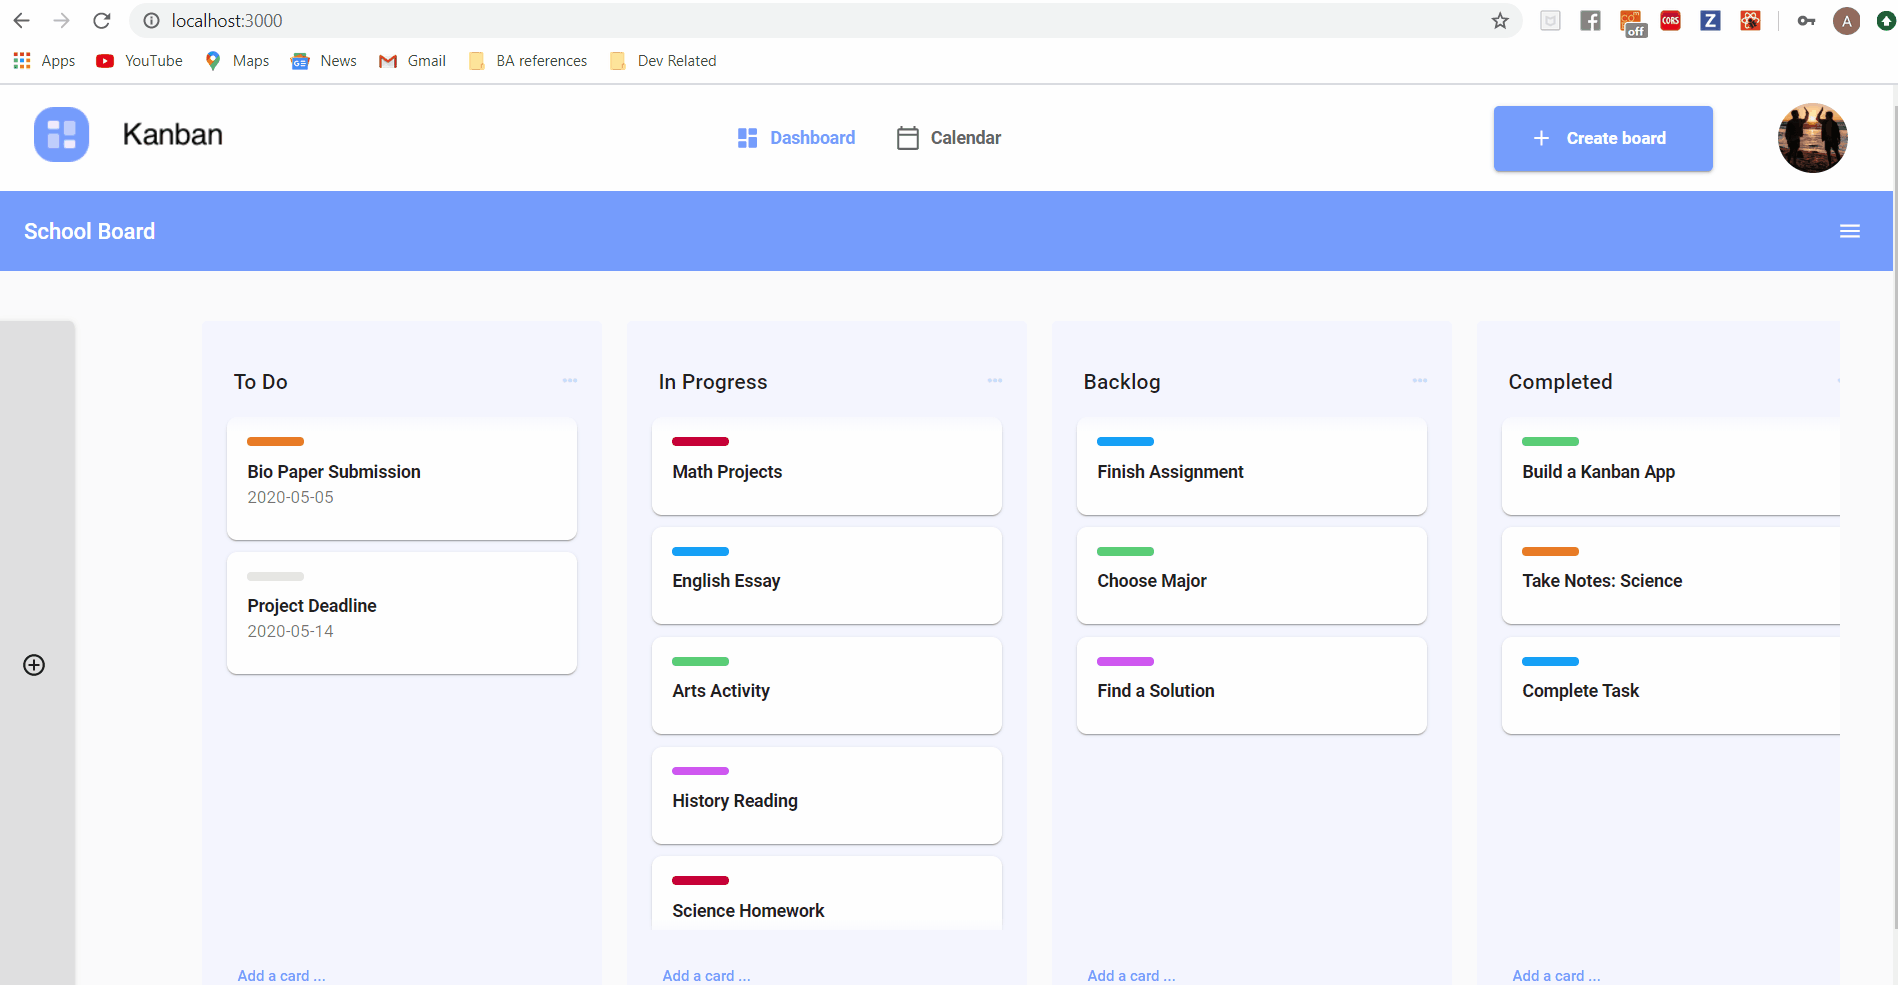 localhost:3000
off
CORS
Z
A
Apps
YouTube
Maps
News
Gmail
BA references
Dev Related
Kanban
Dashboard
Calendar
+ Create board
School Board
To Do
Bio Paper Submission
2020-05-05
Project Deadline
2020-05-14
Add a card ...
In Progress
Math Projects
English Essay
Arts Activity
History Reading
Science Homework
Add a card ...
Backlog
Finish Assignment
Choose Major
Find a Solution
Add a card ...
Completed
Build a Kanban App
Take Notes: Science
Complete Task
Add a card ...